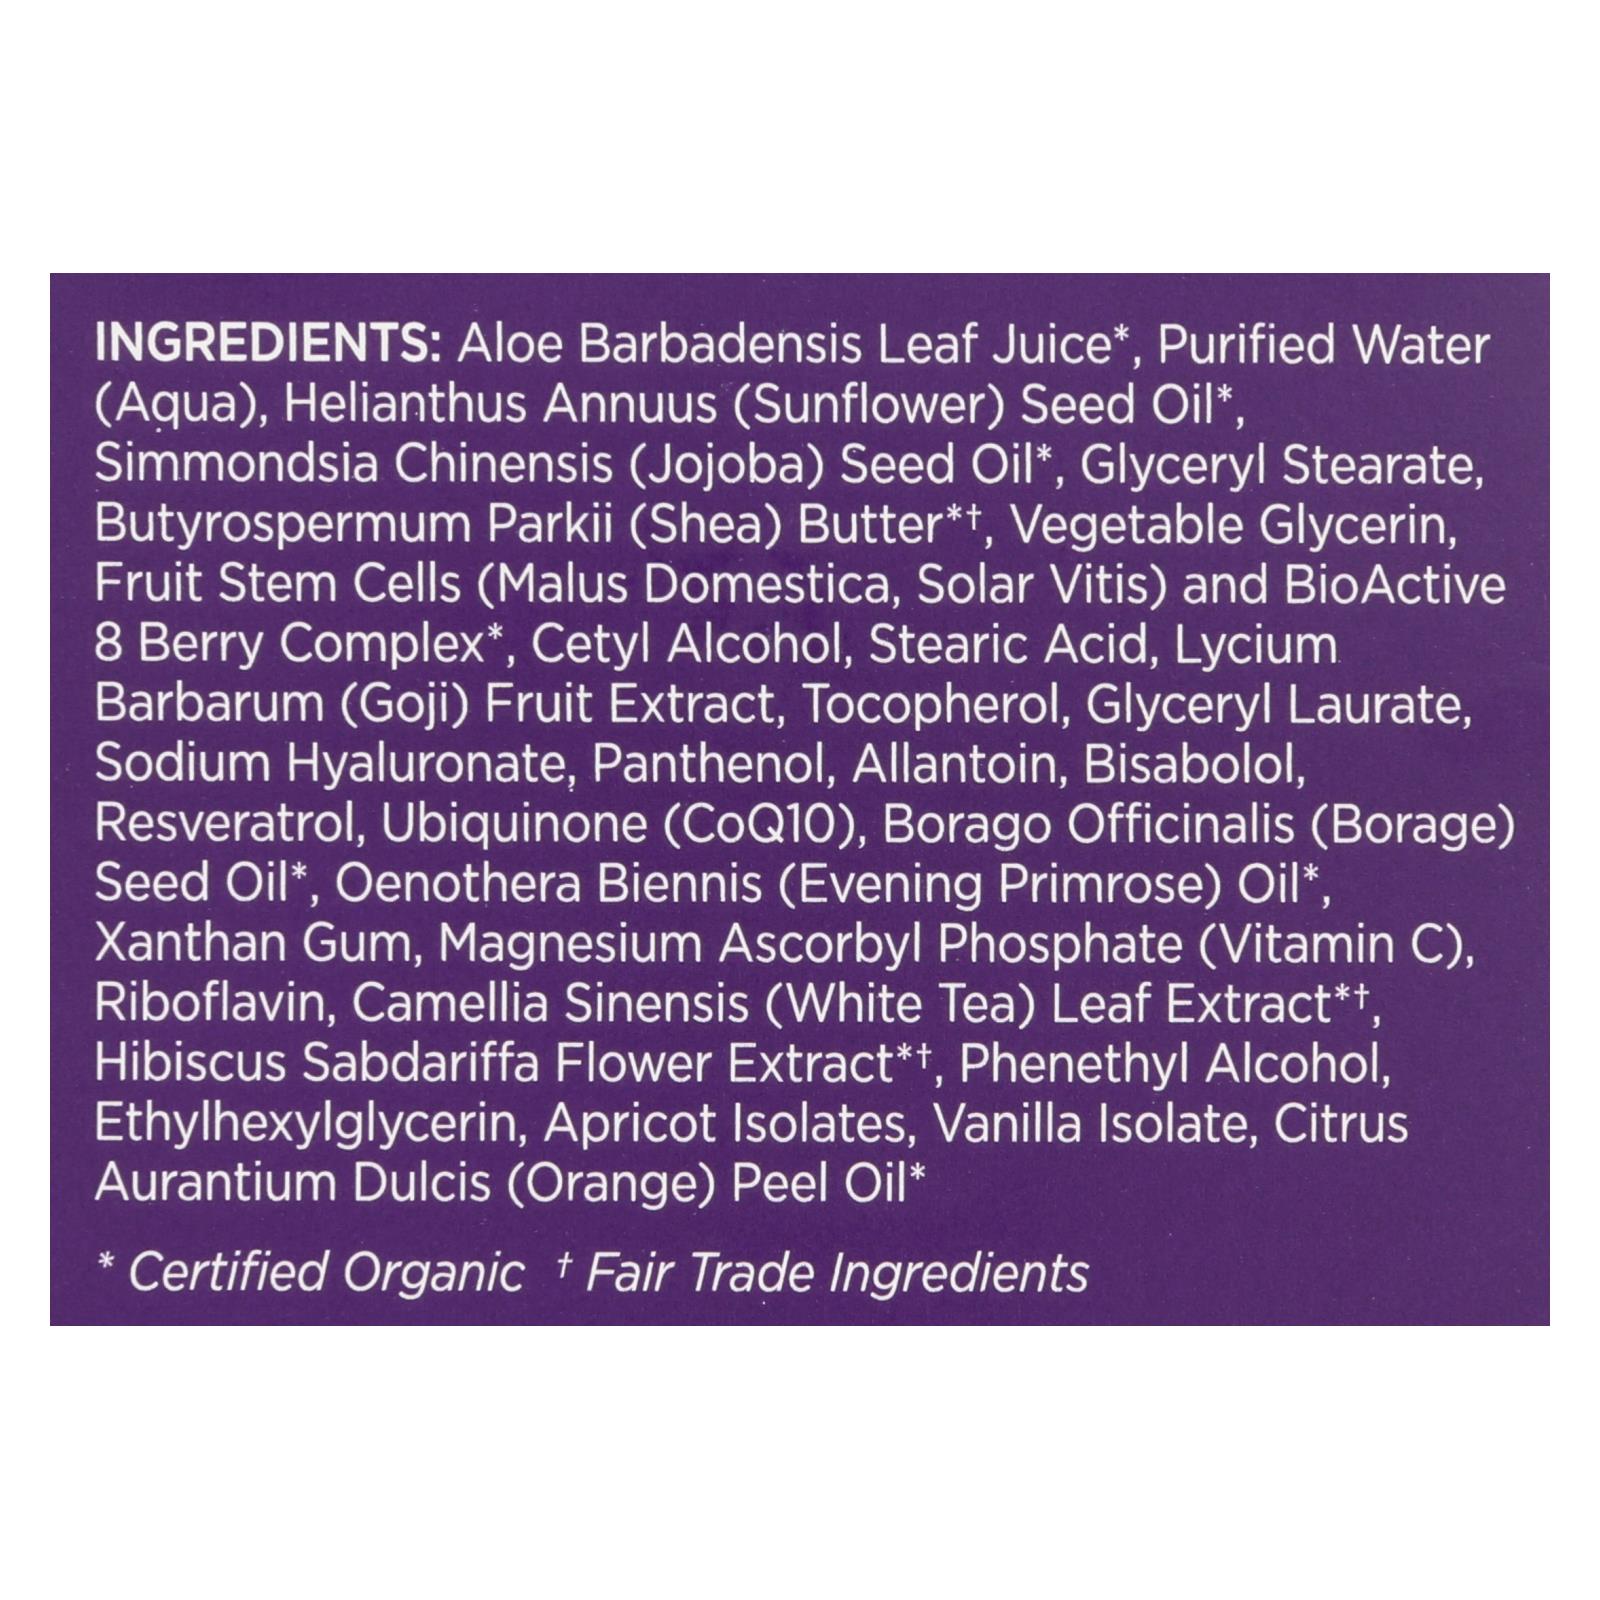 INGREDIENTS: Aloe Barbadensis Leaf Juice*, Purified Water
(Aqua), Helianthus Annuus (Sunflower) Seed Oil*,
Simmondsia Chinensis (Jojoba) Seed Oil*, Glyceryl Stearate,
Butyrospermum Parkii (Shea) Butter*†, Vegetable Glycerin,
Fruit Stem Cells (Malus Domestica, Solar Vitis) and BioActive
8 Berry Complex*, Cetyl Alcohol, Stearic Acid, Lycium
Barbarum (Goji) Fruit Extract, Tocopherol, Glyceryl Laurate,
Sodium Hyaluronate, Panthenol, Allantoin, Bisabolol,
Resveratrol, Ubiquinone (CoQ10), Borago Officinalis (Borage)
Seed Oil*, Oenothera Biennis (Evening Primrose) Oil*,
Xanthan Gum, Magnesium Ascorbyl Phosphate (Vitamin C),
Riboflavin, Camellia Sinensis (White Tea) Leaf Extract*†,
Hibiscus Sabdariffa Flower Extract*†, Phenethyl Alcohol,
Ethylhexylglycerin, Apricot Isolates, Vanilla Isolate, Citrus
Aurantium Dulcis (Orange) Peel Oil*
* Certified Organic † Fair Trade Ingredients